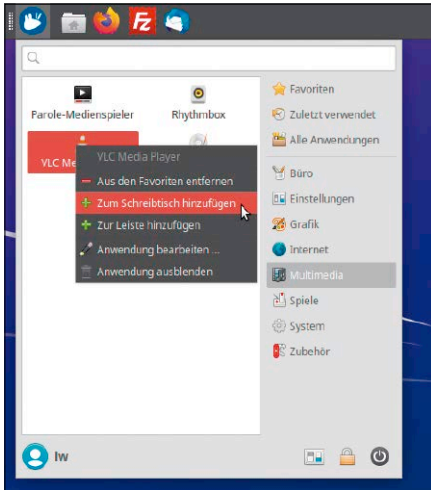 Parole-Medienspieler
Rhythmbox
VLC Me
VLC Media Player
Aus den Favoriten entfernen
Zum Schreibtisch hinzufügen
Zur Leiste hinzufügen
Anwendung bearbeiten ...
Anwendung ausblenden
Favoriten
Zuletzt verwendet
Alle Anwendungen
Büro
Einstellungen
Grafik
Internet
Multimedia
Spiele
System
Zubehör
lw